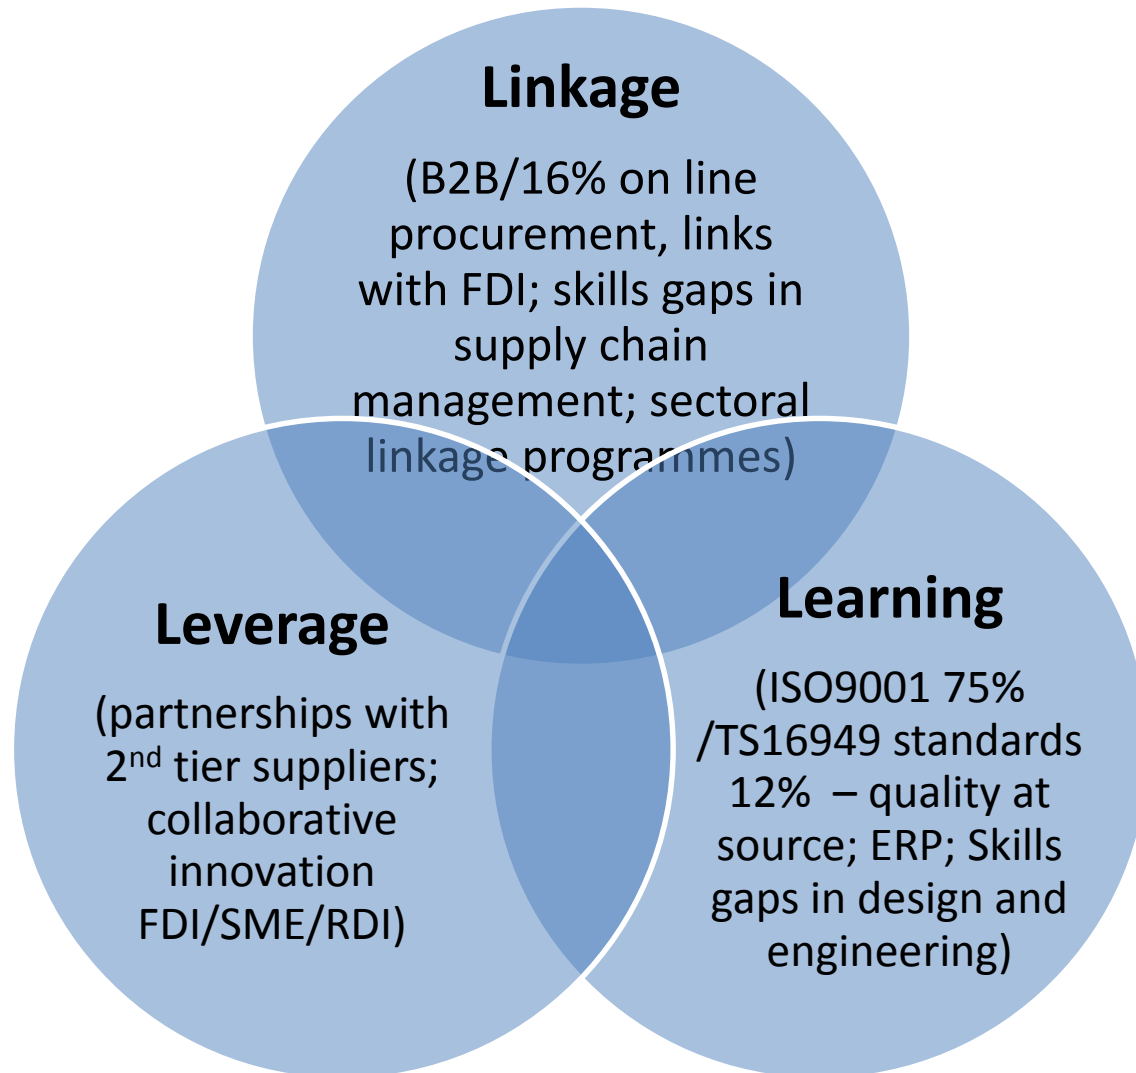 Linkage
(B2B/16% on line
procurement, links
with FDI; skills gaps in
supply chain
management; sectoral
linkage programmes)
Leverage
(partnerships with
2nd tier suppliers;
collaborative
innovation
FDI/SME/RDI)
Learning
(ISO9001 75%
/TS16949 standards
12% – quality at
source; ERP; Skills
gaps in design and
engineering)